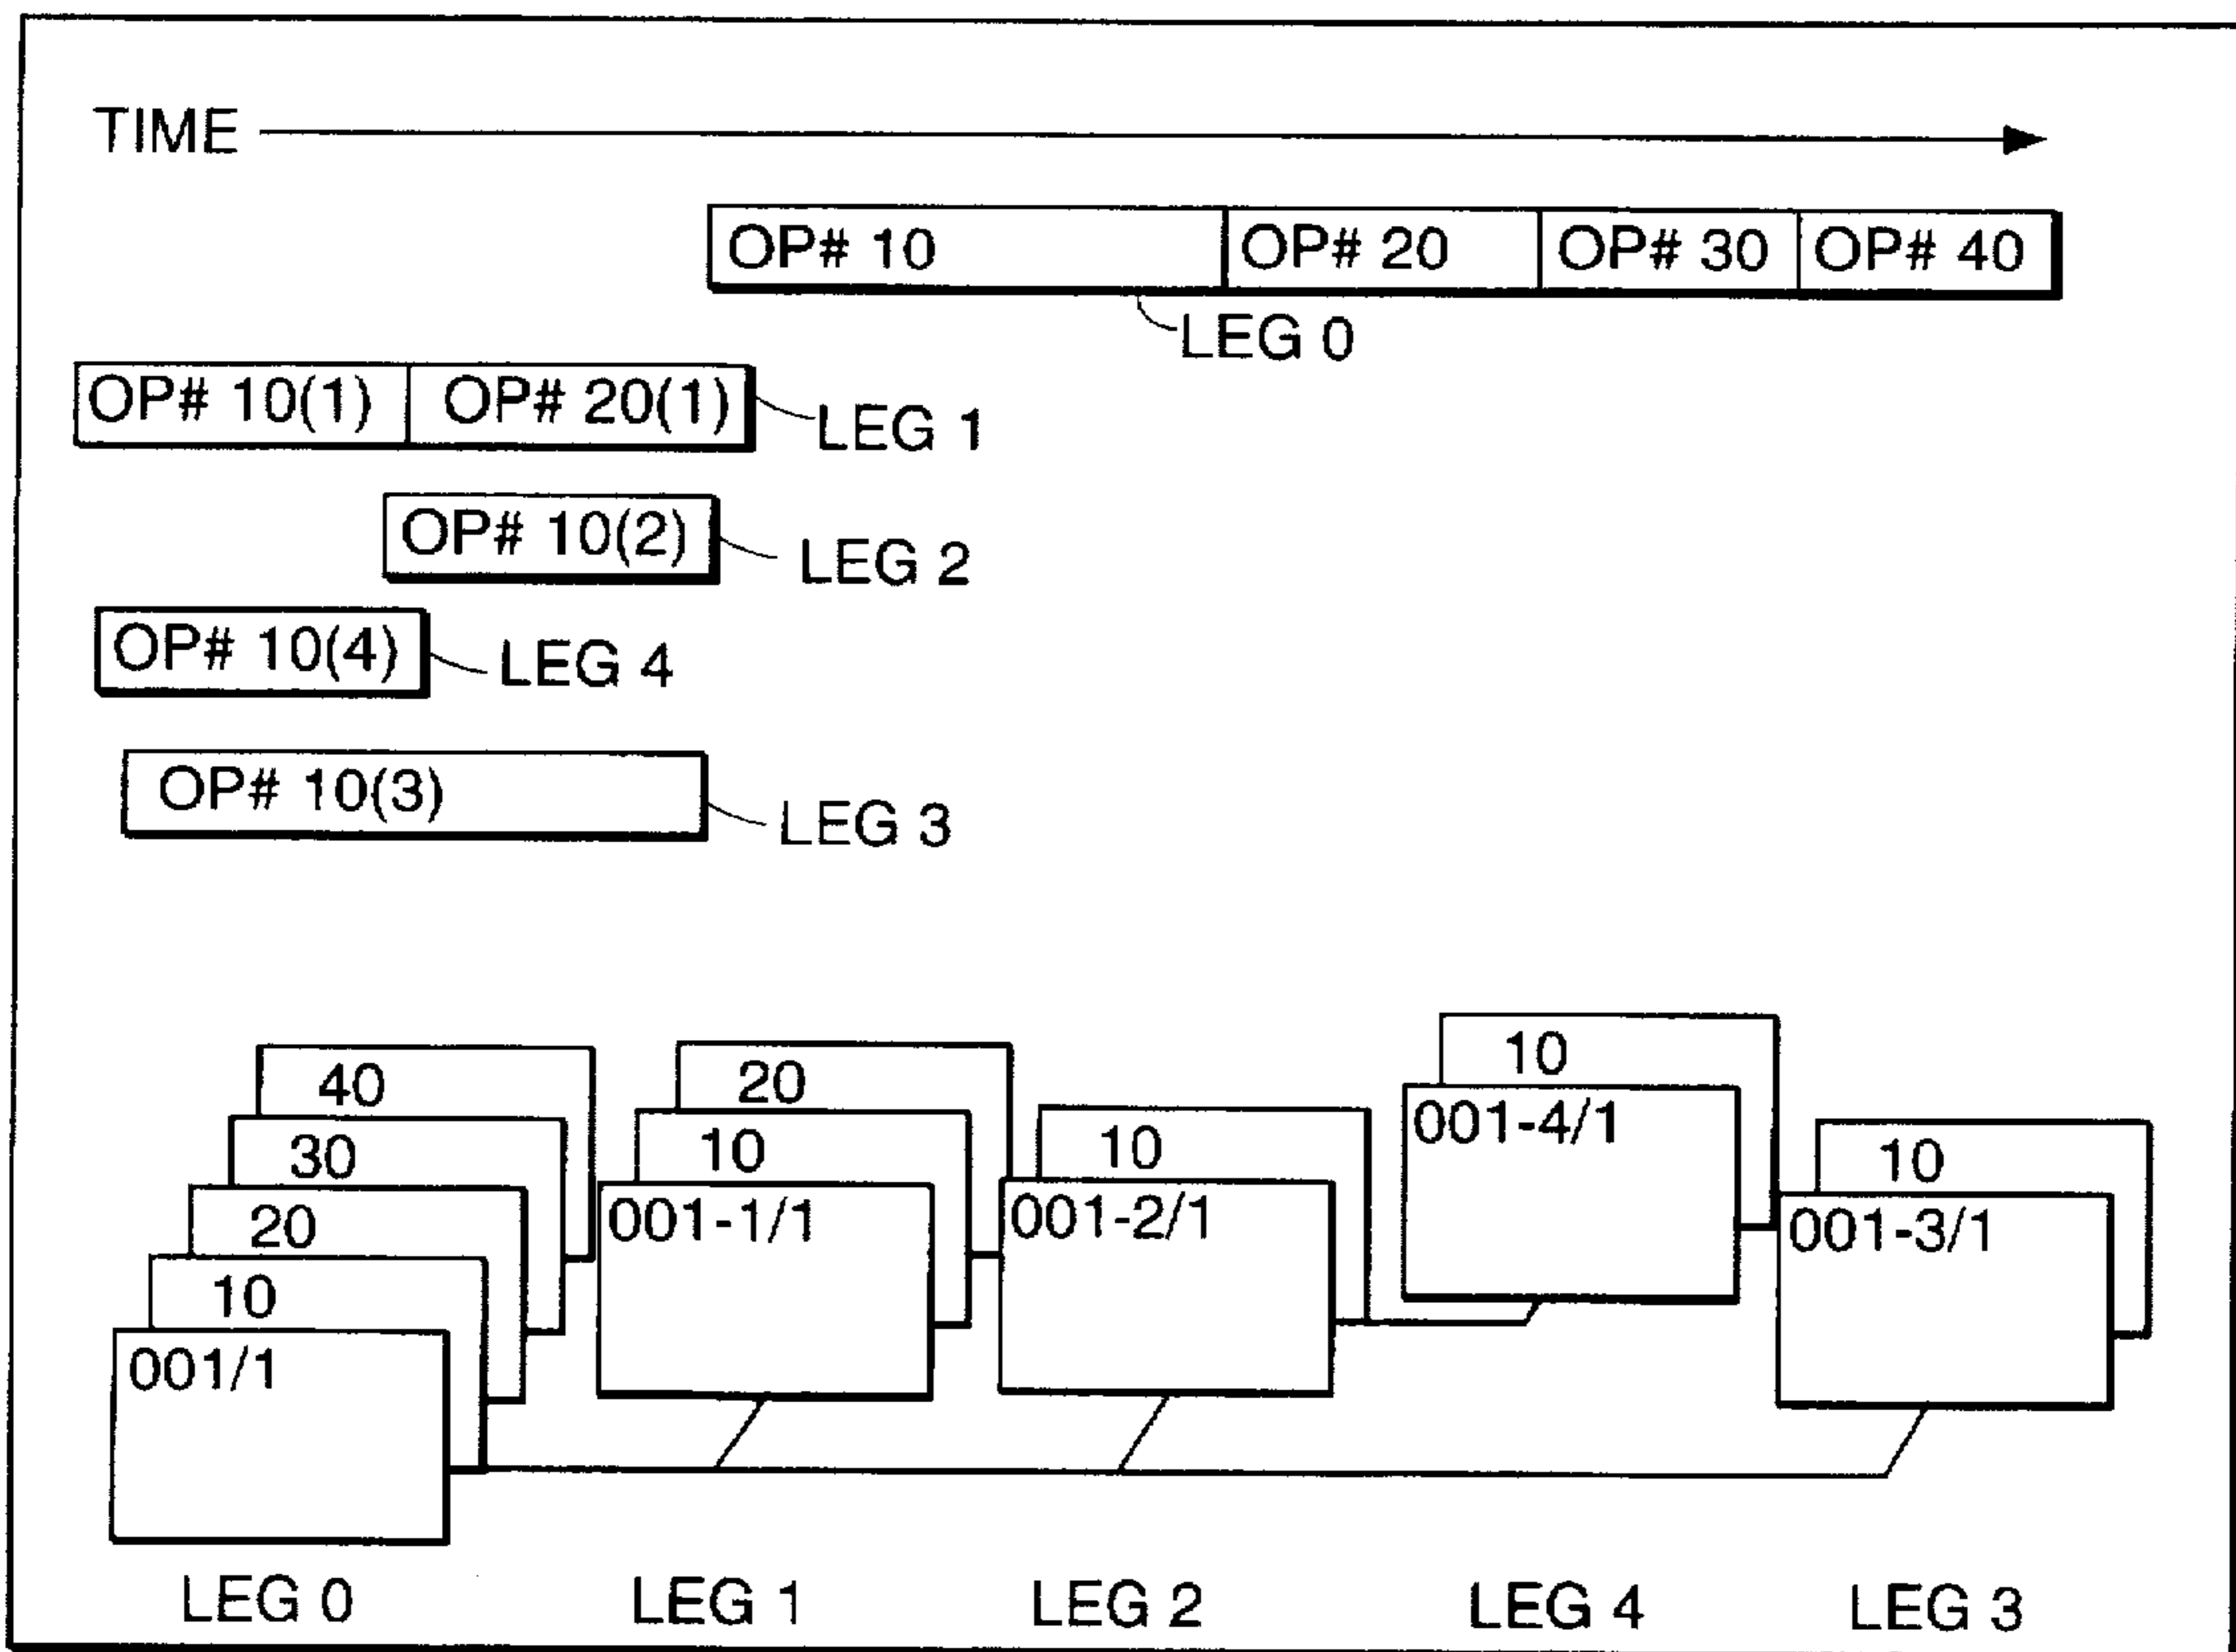 TIME
OP# 10
OP# 20
OP# 30
OP# 40
LEG 0
OP# 10(1)
OP# 20(1)
LEG 1
OP# 10(2)
LEG 2
OP# 10(4)
LEG 4
OP# 10(3)
LEG 3
40
30
20
10
001/1
20
10
001-1/1
10
001-2/1
10
001-4/1
10
001-3/1
LEG 0
LEG 1
LEG 2
LEG 4
LEG 3